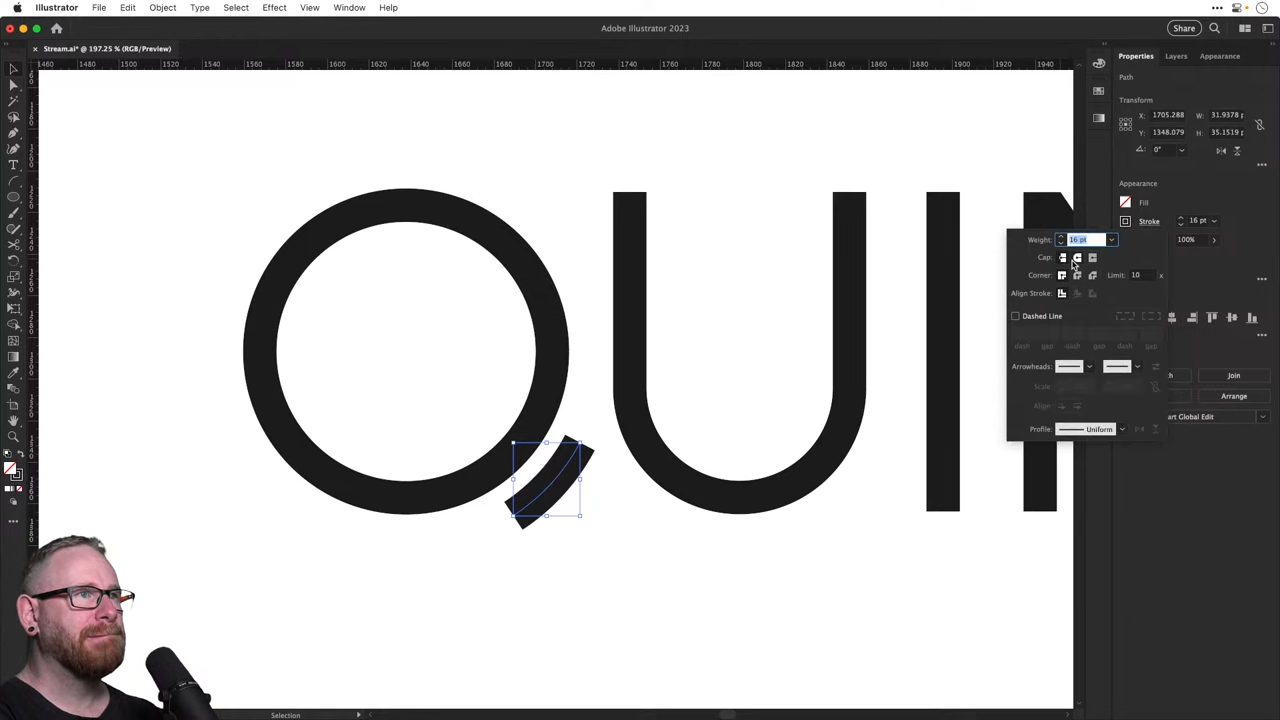 Illustrator File Edit Object Type Select Effect View Window Help
Adobe Illustrator 2023
Share
× Stream.ai* @ 197.25 % (RGB/Preview)
1460 1480 1500 1520 1540 1560 1580 1600 1620 1640 1660 1680 1700 1720 1740 1760 1780 1800 1820 1840 1860 1880 1900 1920 1940
Properties Layers Appearance
Path
Transform
X: 1705.288 W: 31.9378 p
Y: 1348.079 H: 35.1519 p
0°
Appearance
Fill
Stroke 16 pt
100%
Weight: 16 pt
Cap:
Corner: Limit: 10 x
Align Stroke:
Dashed Line
dash gap dash gap dash gap
Arrowheads:
Scale:
Align:
Profile: Uniform
Join
Arrange
art Global Edit
QUI
Selection